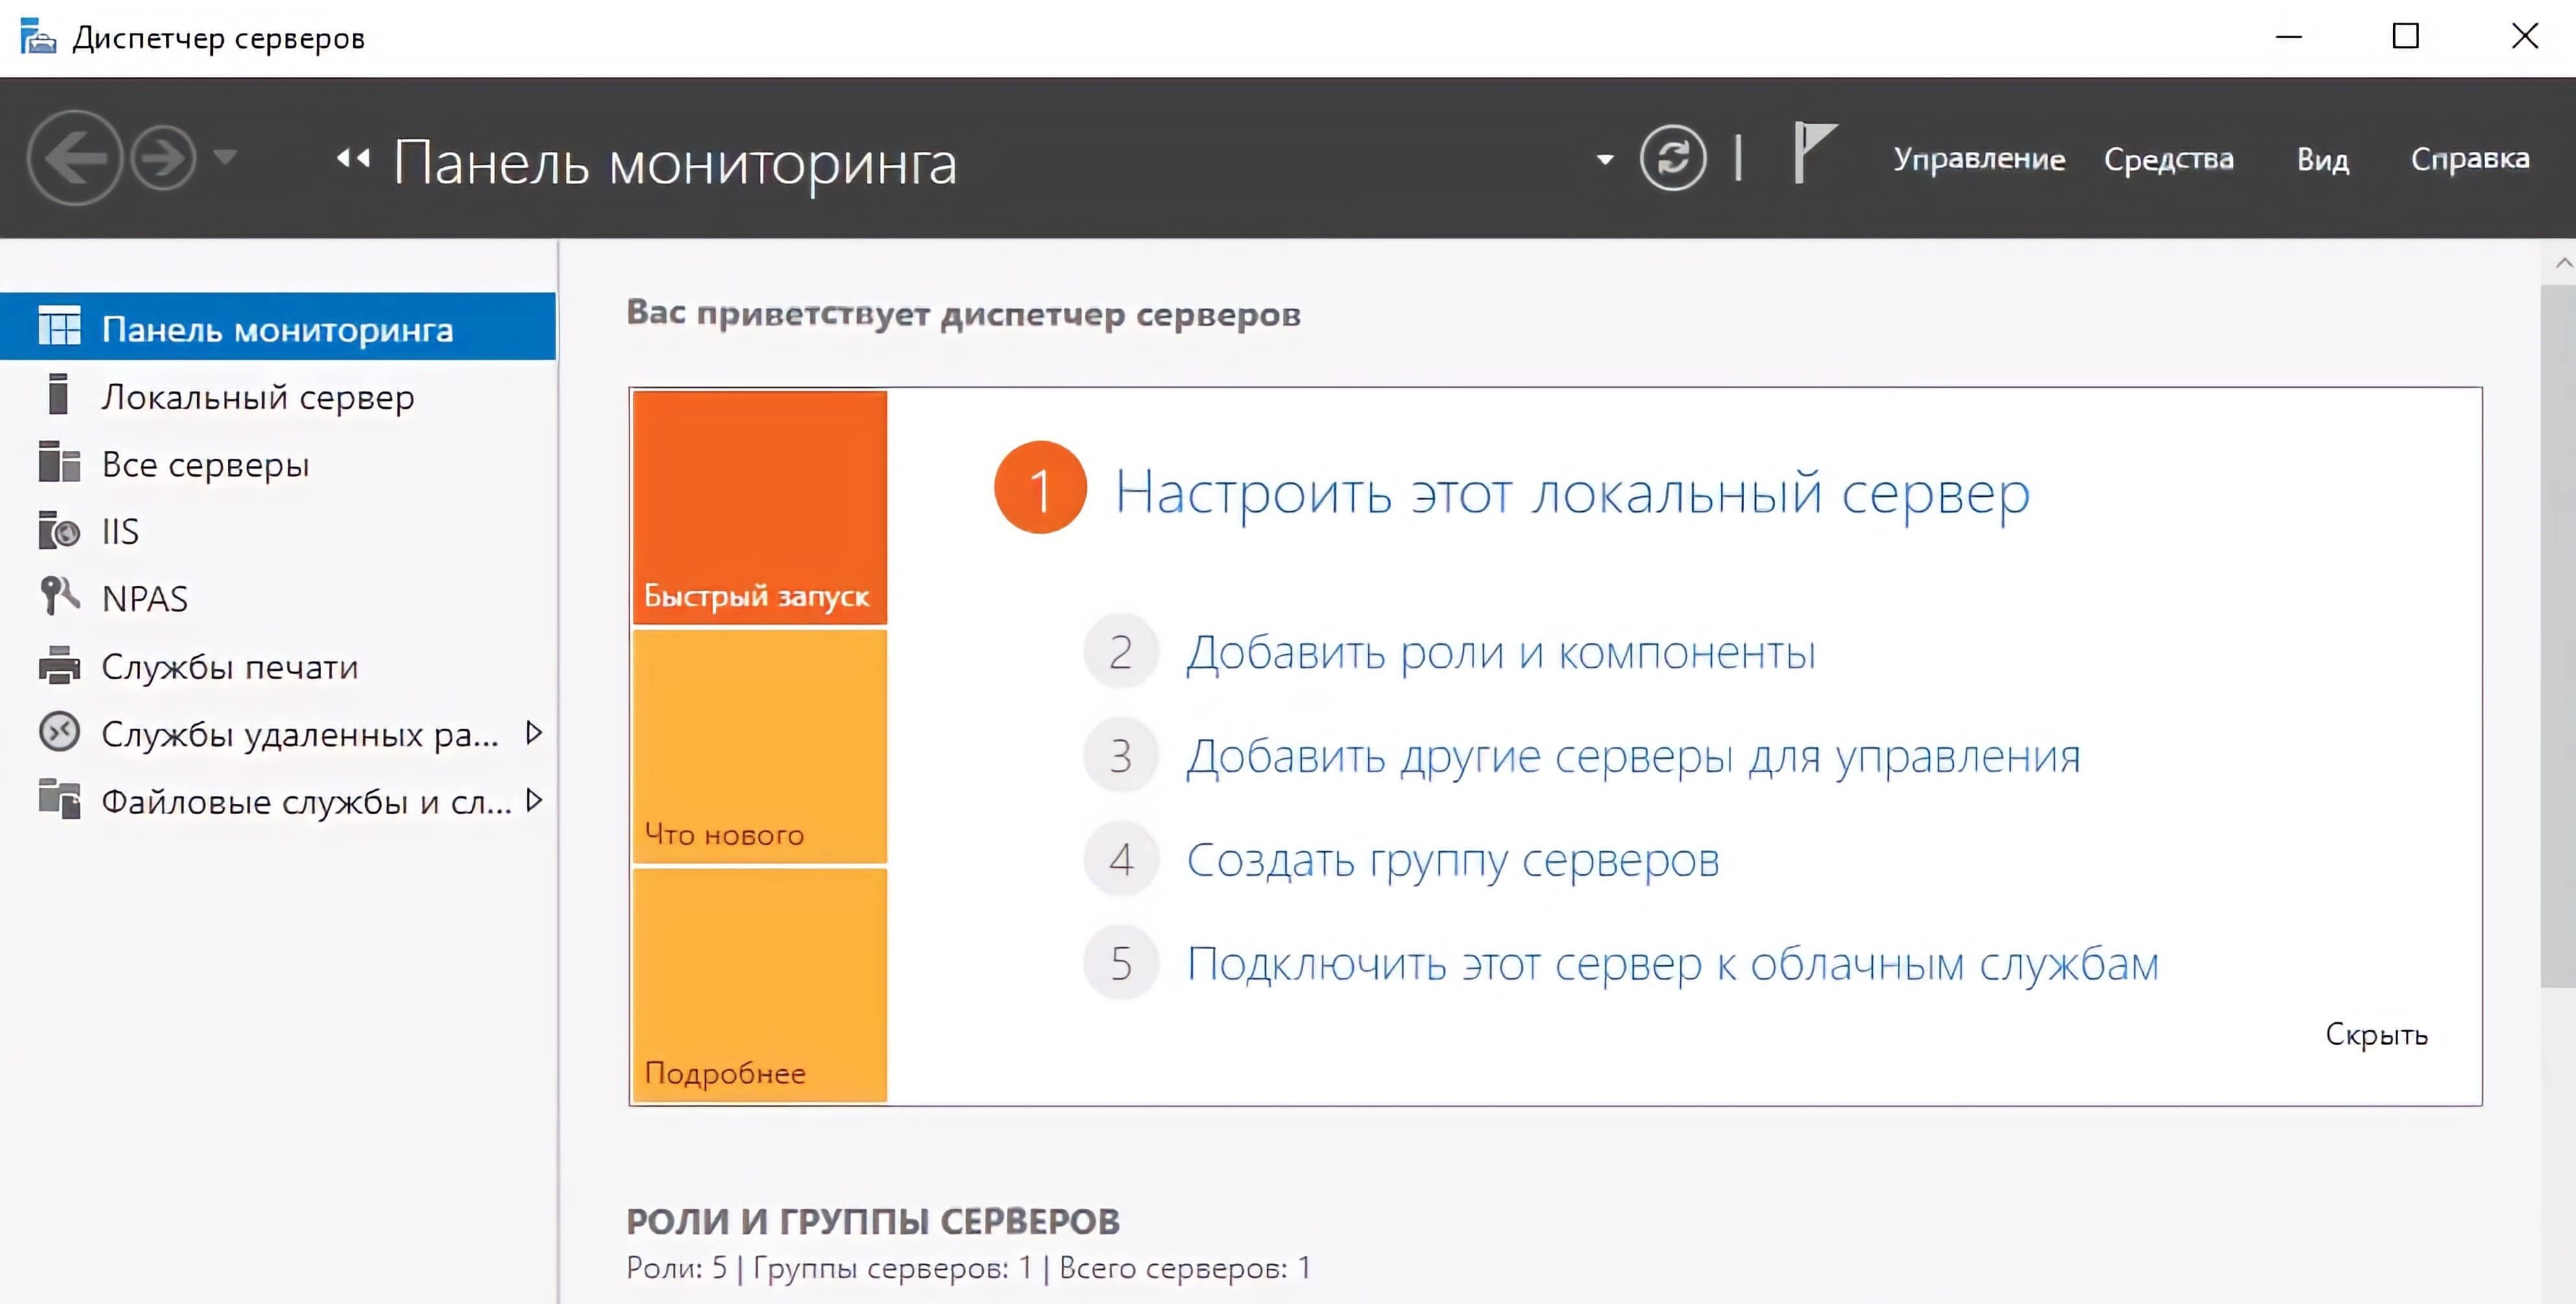 Диспетчер серверов
Панель мониторинга
Управление Средства Вид Справка
Панель мониторинга
Локальный сервер
Все серверы
IIS
NPAS
Службы печати
Службы удаленных ра...
Файловые службы и сл...
Вас приветствует диспетчер серверов
Быстрый запуск
Что нового
Подробнее
1 Настроить этот локальный сервер
2 Добавить роли и компоненты
3 Добавить другие серверы для управления
4 Создать группу серверов
5 Подключить этот сервер к облачным службам
Скрыть
РОЛИ И ГРУППЫ СЕРВЕРОВ
Роли: 5 | Группы серверов: 1 | Всего серверов: 1